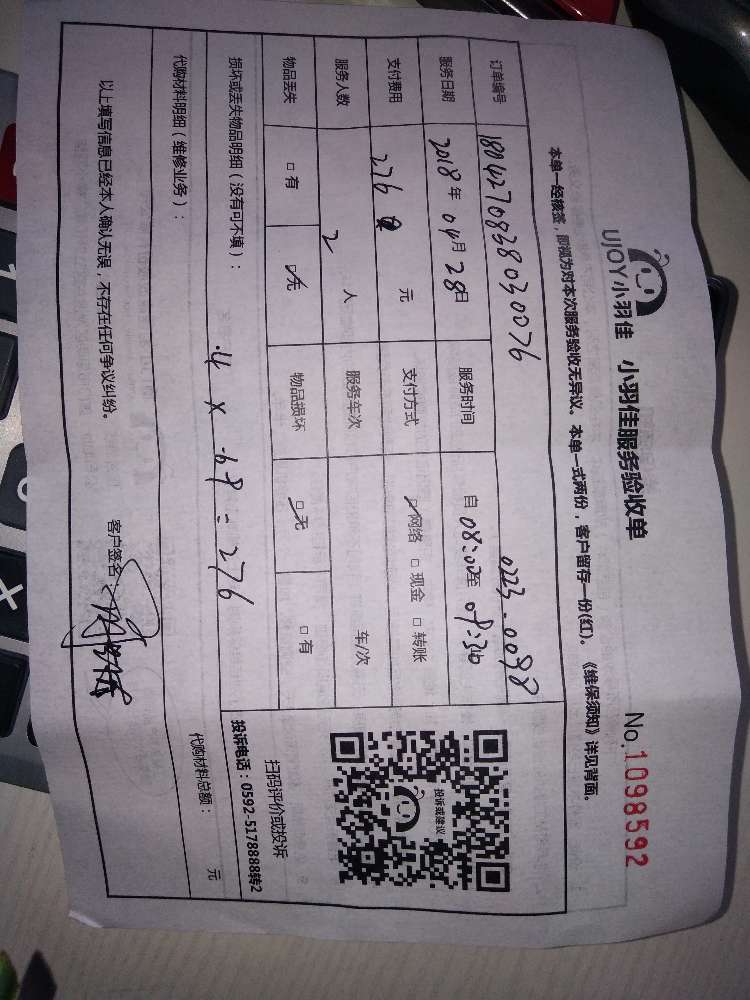 UJOY小羽佳 小羽佳服务验收单 No.1098592
本单一经核签，即视为对本次服务验收无异议。本单一式两份，客户留存一份(红)。《维保须知》详见背面。
订单编号 18042708383030076 0223-0098
服务日期 2018年04月28日 服务时间 自08:02至
支付费用 276 元 支付方式 ☑网络 □现金 □转账
服务人数 2 人 服务车次 车/次
物品丢失 □有 ☑无 物品损坏 ☑无 □有
投诉或建议
扫码评价或投诉
投诉电话：0592-5178888转2
损坏或丢失物品明细（没有可不填）：
4 x 69 = 276
代购材料明细（维修业务）： 代购材料总额： 元
以上填写信息已经本人确认无误，不存在任何争议纠纷。 客户签名：